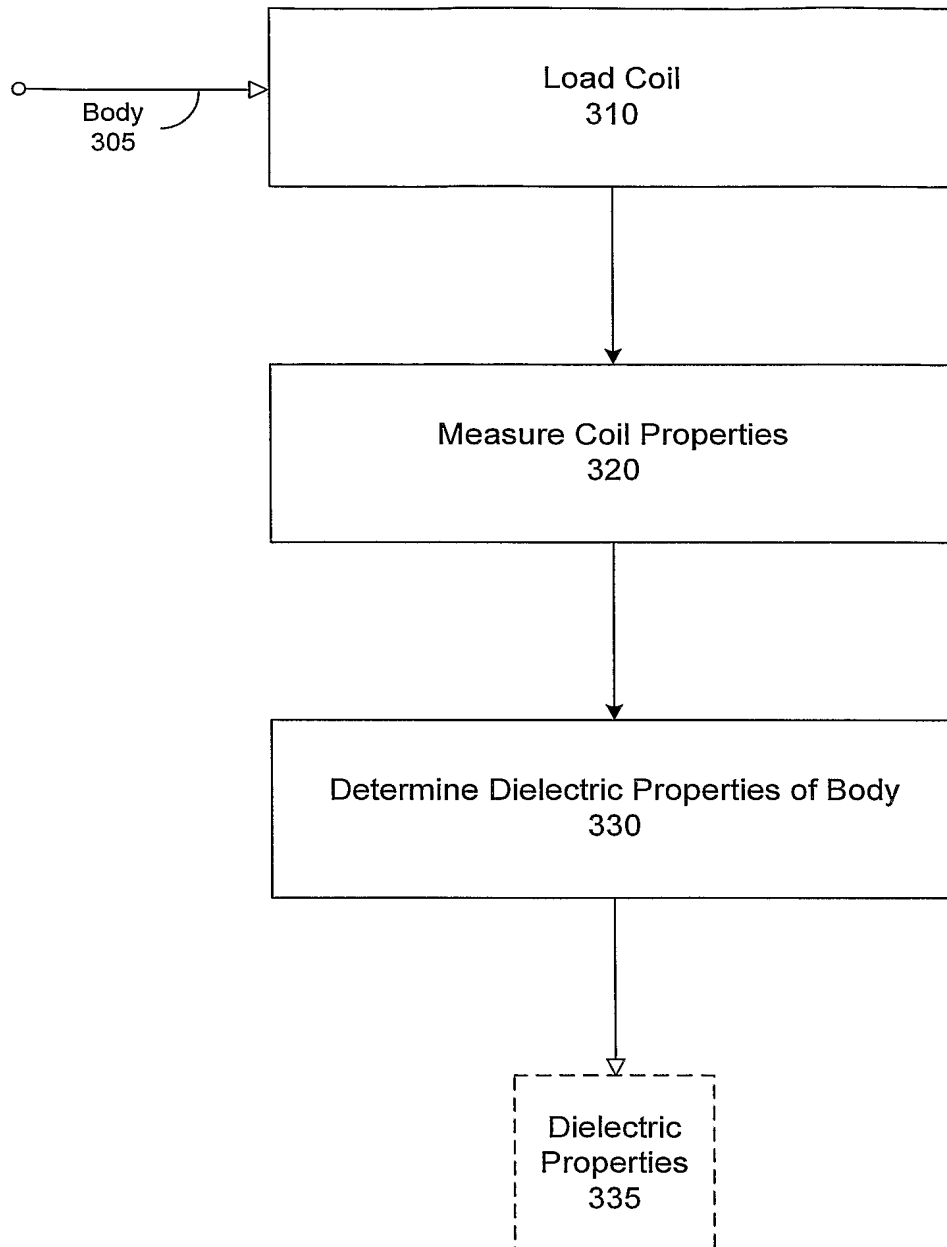 Load Coil
310
Body
305
Measure Coil Properties
320
Determine Dielectric Properties of Body
330
Dielectric
Properties
335